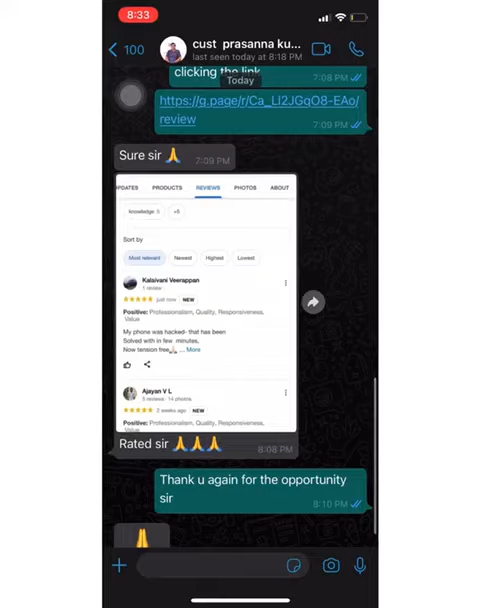 8:33
100
cust prasanna ku...
last seen today at 8:18 PM
clicking the link
7:08 PM
Today
https://g.page/r/Ca_LI2JGqO8-EAo/
review
7:09 PM
Sure sir 🙏
7:09 PM
UPDATES PRODUCTS REVIEWS PHOTOS ABOUT
knowledge 5 +8
Sort by
Most relevant Newest Highest Lowest
Kalaivani Veerappan
1 review
just now NEW
Positive: Professionalism, Quality, Responsiveness,
Value
My phone was hacked- that has been
Solved with in few minutes,
Now tension free🙏 ... More
Ajayan V L
5 reviews · 14 photos
2 weeks ago NEW
Positive: Professionalism, Quality, Responsiveness,
Value
Rated sir 🙏🙏🙏
8:08 PM
Thank u again for the opportunity
sir
8:10 PM
🙏